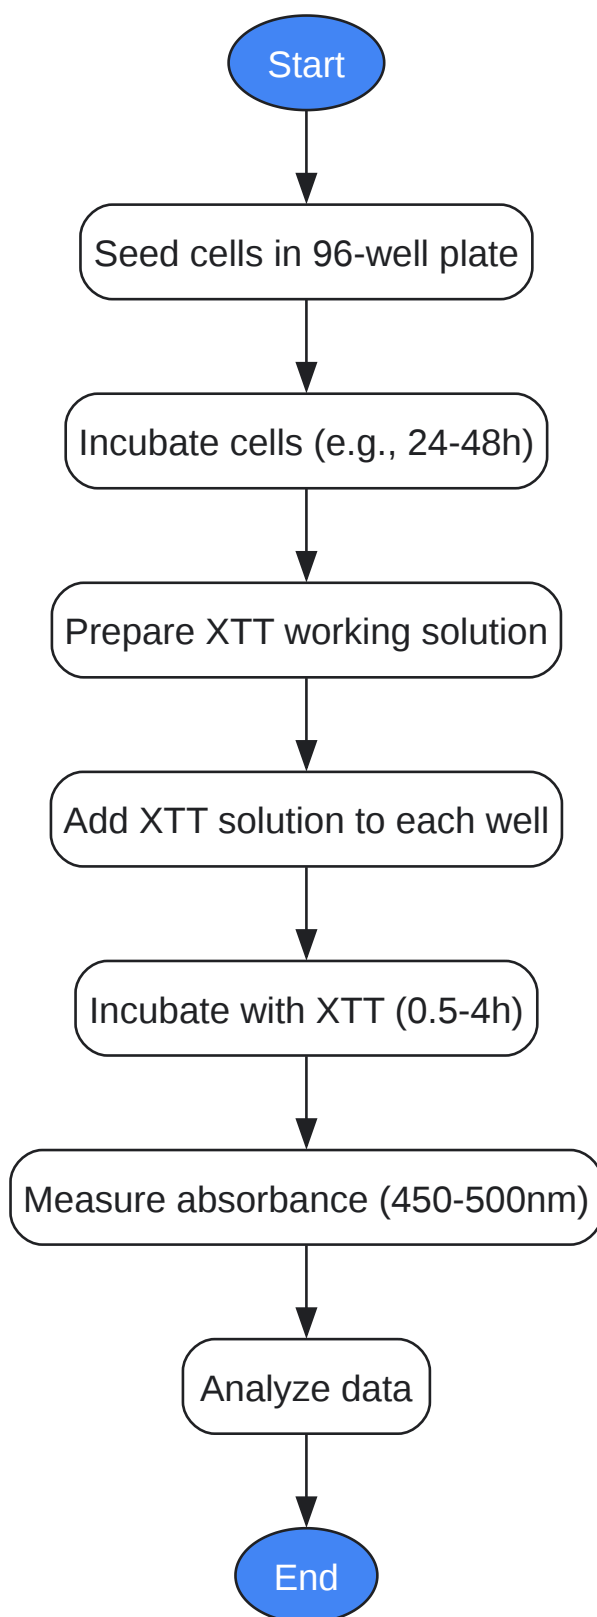 Start
Seed cells in 96-well plate
Incubate cells (e.g., 24-48h)
Prepare XTT working solution
Add XTT solution to each well
Incubate with XTT (0.5-4h)
Measure absorbance (450-500nm)
Analyze data
End